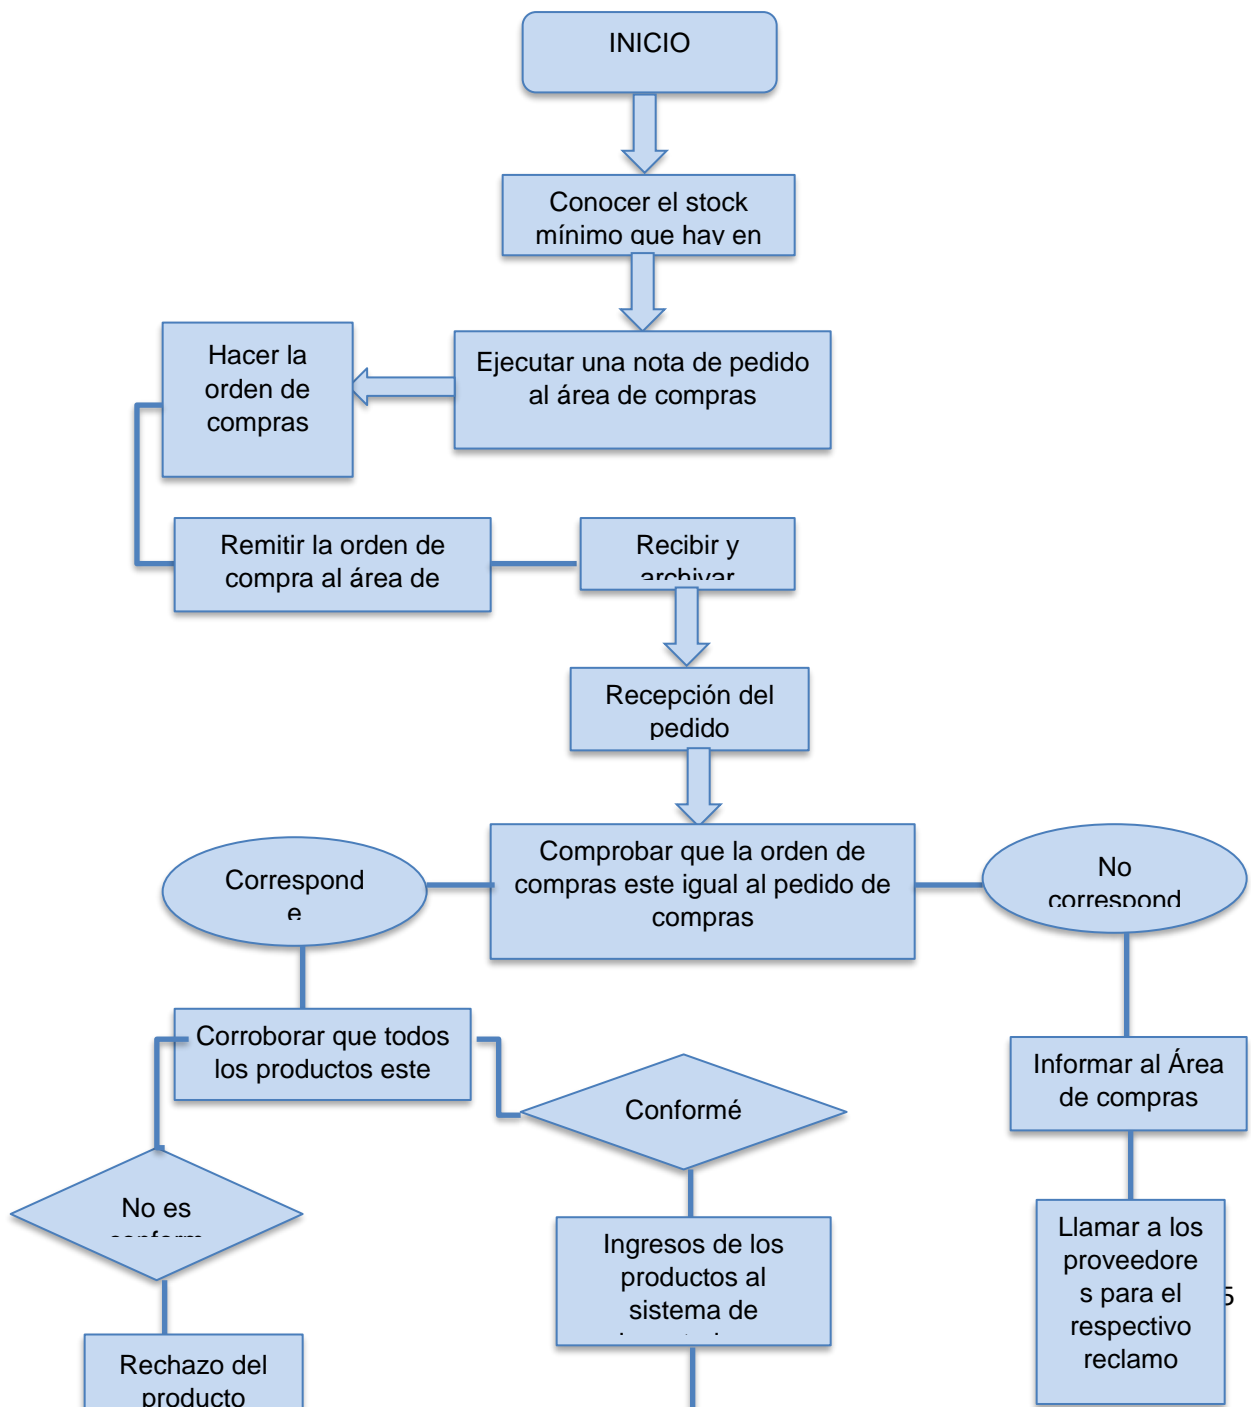 INICIO
Conocer el stock
mínimo que hay en
Hacer la
orden de
compras
Ejecutar una nota de pedido
al área de compras
Remitir la orden de
compra al área de
Recibir y
archivar
Recepción del
pedido
Comprobar que la orden de
compras este igual al pedido de
compras
Correspond
e
No
correspond
Corroborar que todos
los productos este
Conformé
Informar al Área
de compras
No es
Ingresos de los
productos al
sistema de
Llamar a los
proveedore
s para el
respectivo
reclamo
5
Rechazo del
producto